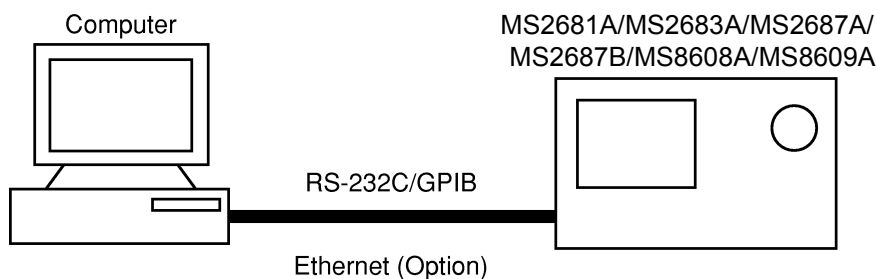 Computer
MS2681A/MS2683A/MS2687A/
MS2687B/MS8608A/MS8609A
RS-232C/GPIB
Ethernet (Option)